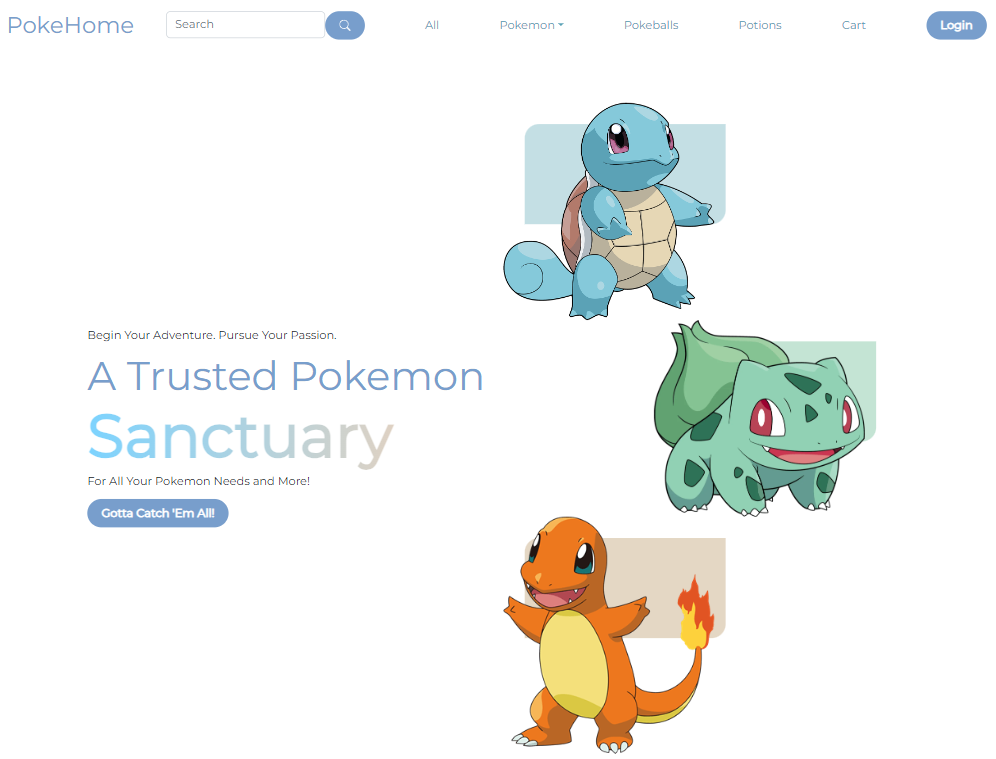 PokeHome
Search
All
Pokemon
Pokeballs
Potions
Cart
Login
Begin Your Adventure. Pursue Your Passion.
A Trusted Pokemon
Sanctuary
For All Your Pokemon Needs and More!
Gotta Catch 'Em All!